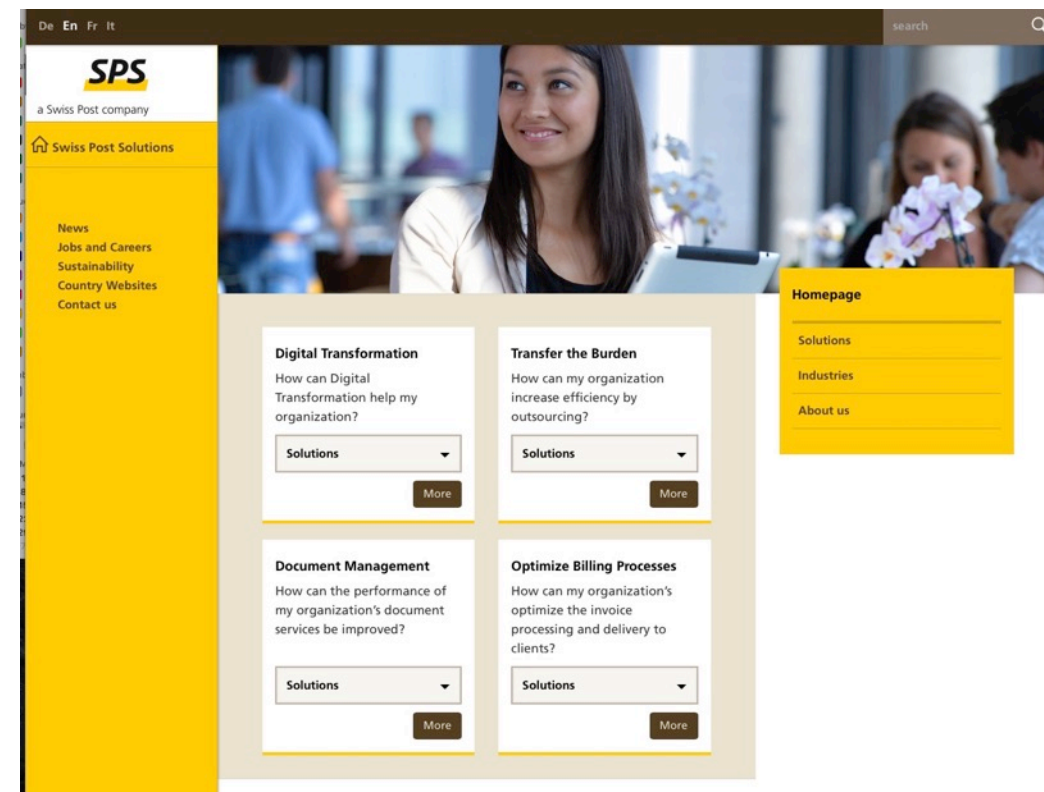 De En Fr It
search
SPS
a Swiss Post company
Swiss Post Solutions
News
Jobs and Careers
Sustainability
Country Websites
Contact us
Homepage
Solutions
Industries
About us
Digital Transformation
How can Digital
Transformation help my
organization?
Solutions
More
Transfer the Burden
How can my organization
increase efficiency by
outsourcing?
Solutions
More
Document Management
How can the performance of
my organization's document
services be improved?
Solutions
More
Optimize Billing Processes
How can my organization's
optimize the invoice
processing and delivery to
clients?
Solutions
More